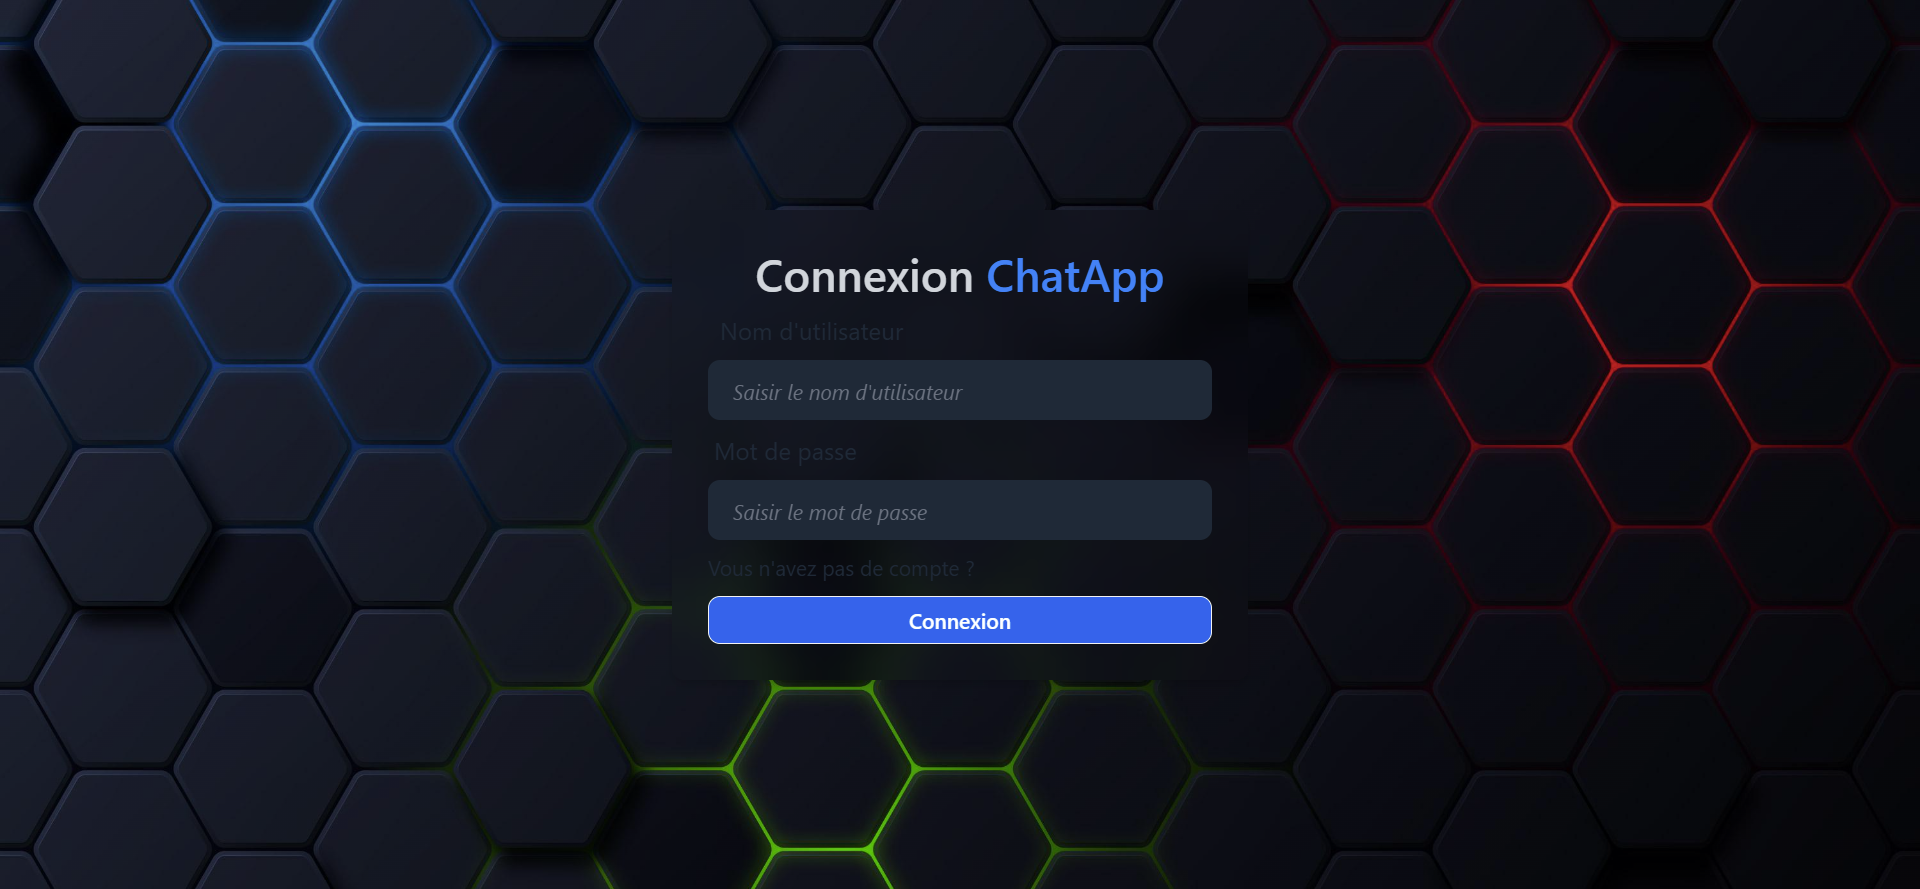 Connexion ChatApp
Nom d'utilisateur
Saisir le nom d'utilisateur
Mot de passe
Saisir le mot de passe
Vous n'avez pas de compte ?
Connexion